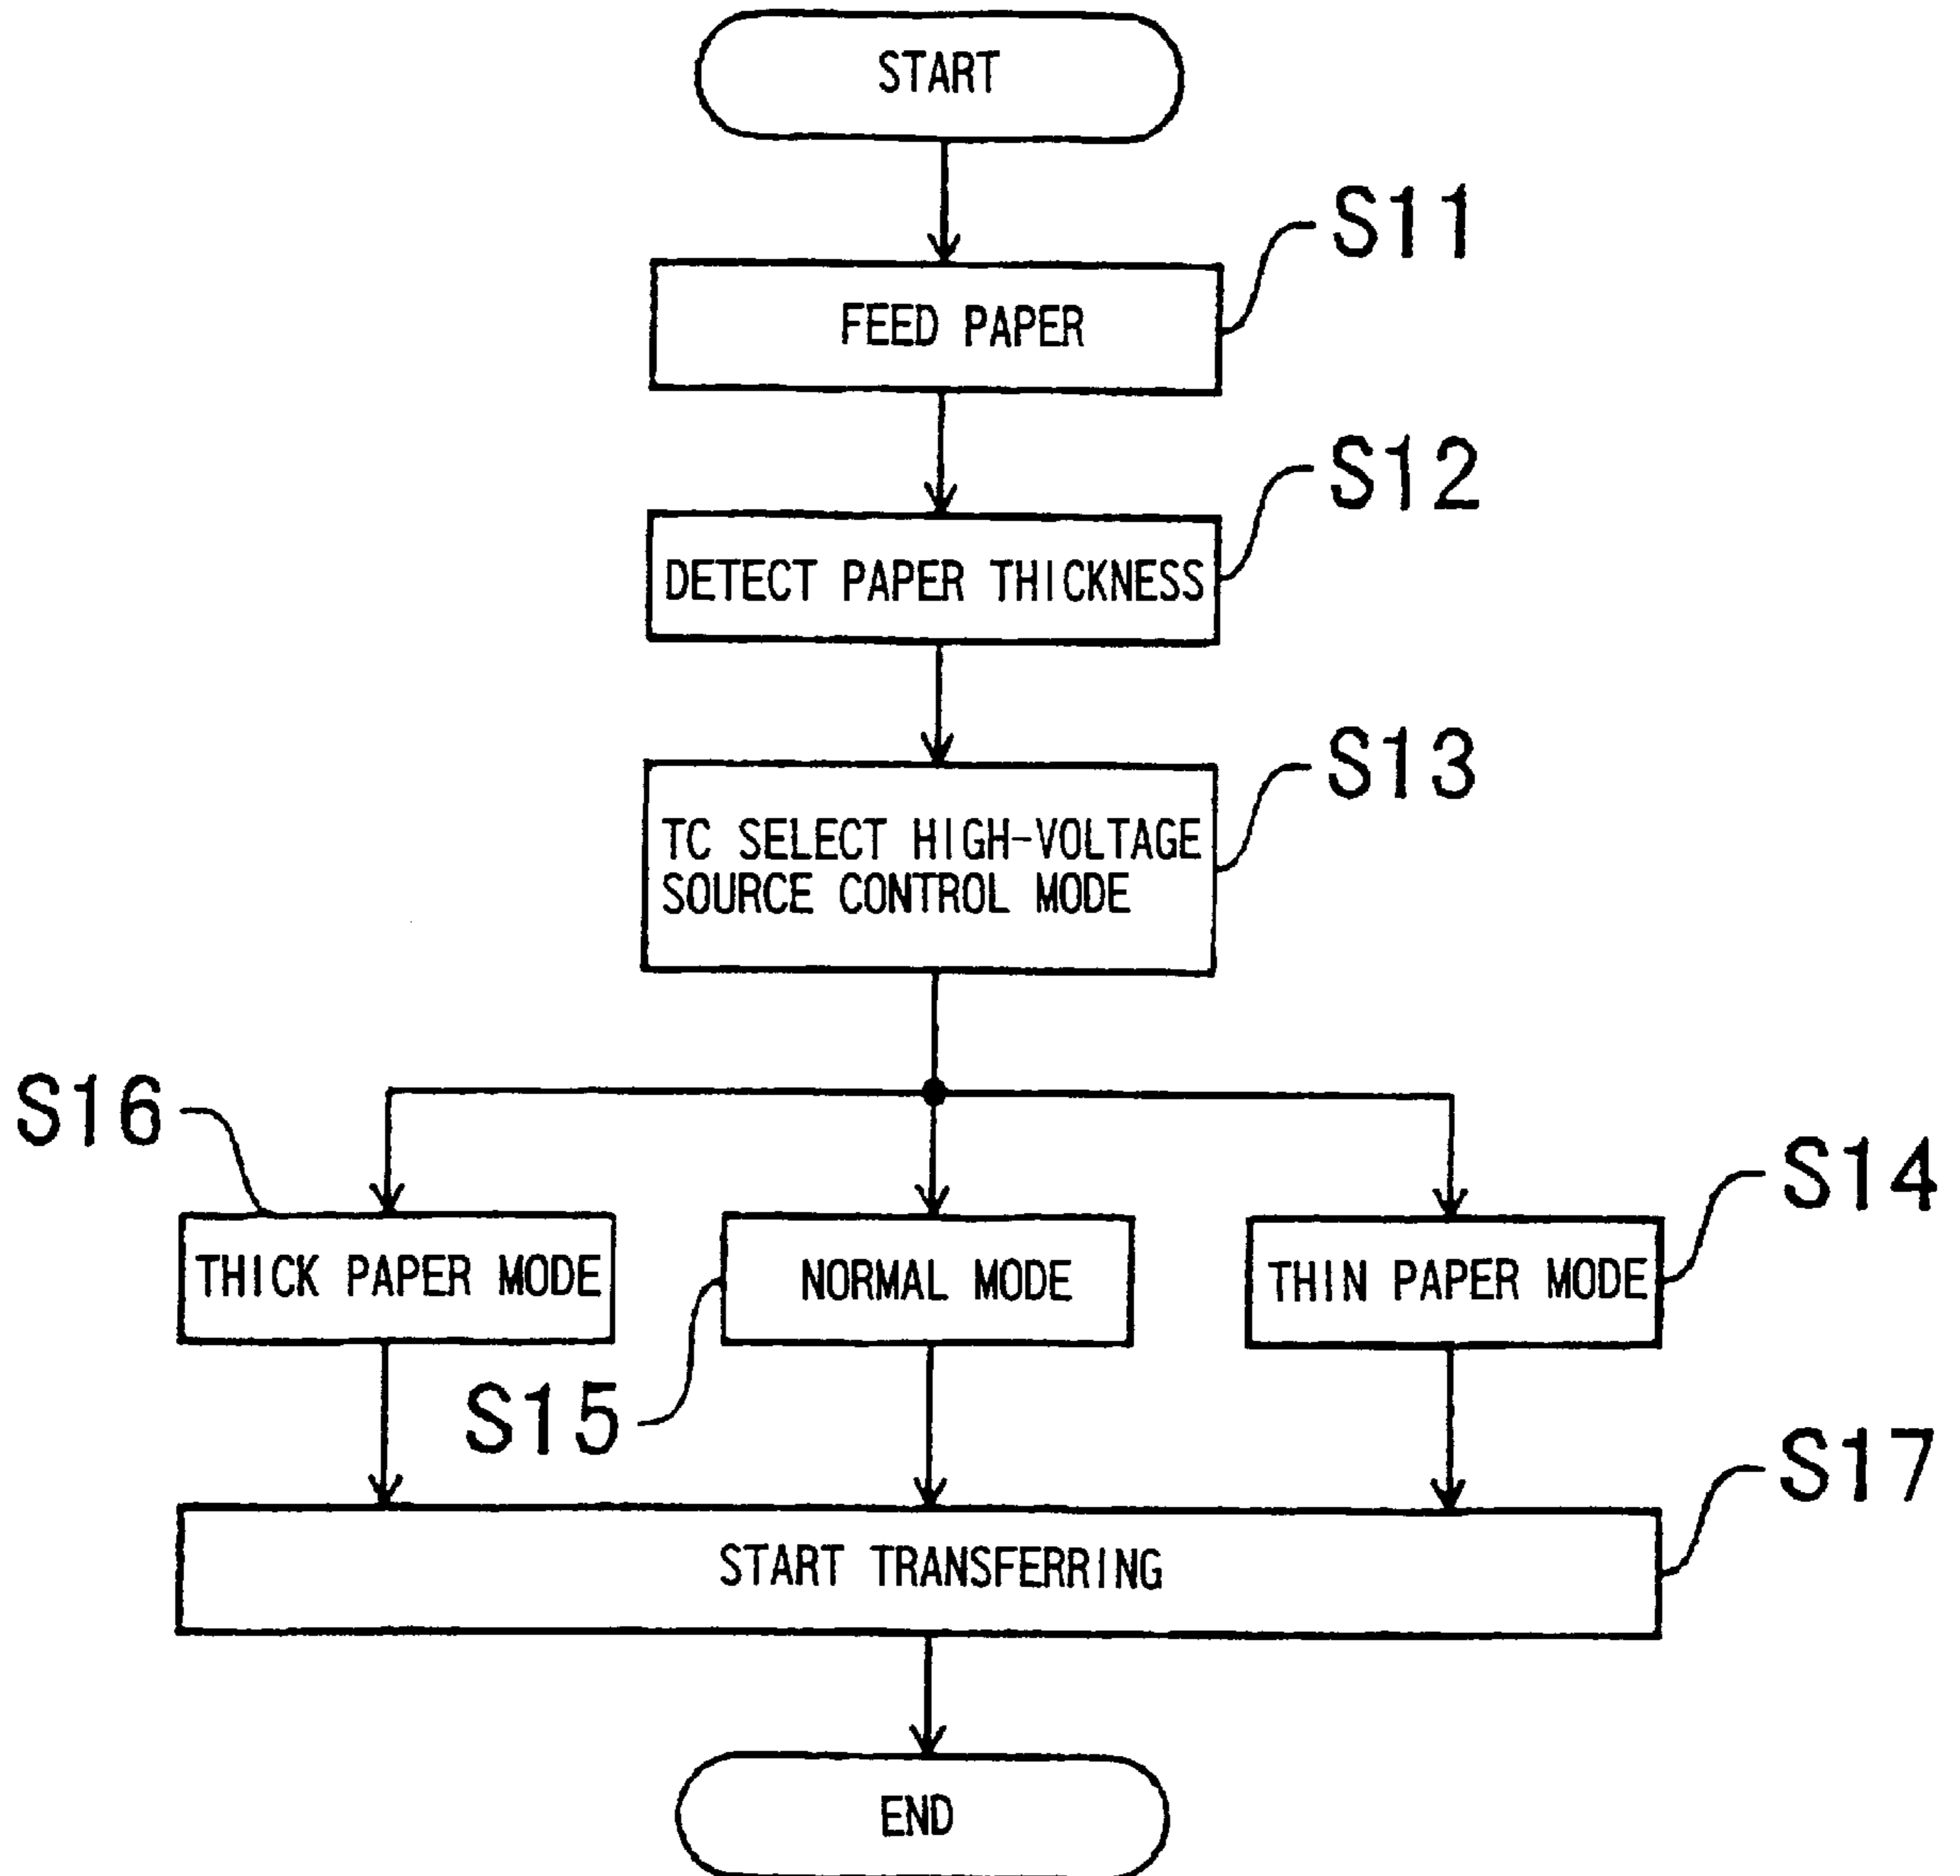 START
S11
FEED PAPER
S12
DETECT PAPER THICKNESS
S13
TC SELECT HIGH-VOLTAGE
SOURCE CONTROL MODE
S16
S14
THICK PAPER MODE
NORMAL MODE
THIN PAPER MODE
S15
S17
START TRANSFERRING
END